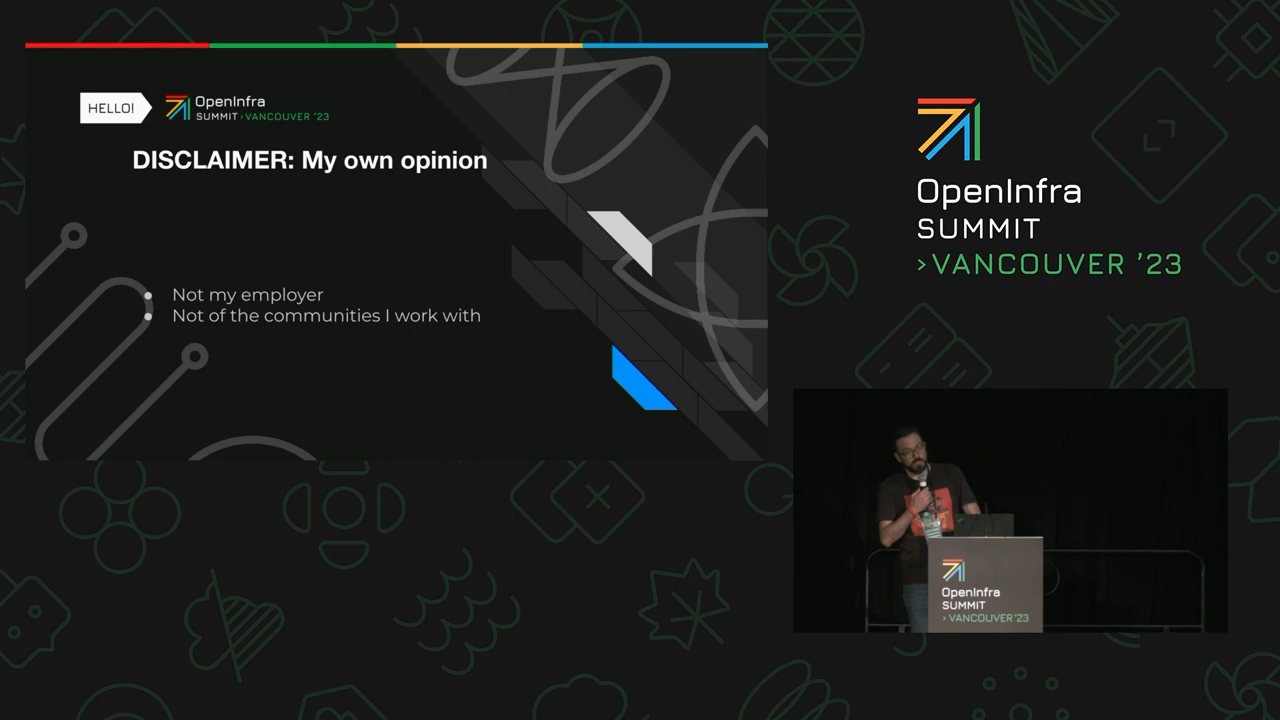 HELLO!
OpenInfra
SUMMIT >VANCOUVER '23
DISCLAIMER: My own opinion
Not my employer
Not of the communities I work with
OpenInfra
SUMMIT
>VANCOUVER '23
OpenInfra
SUMMIT
>VANCOUVER '23